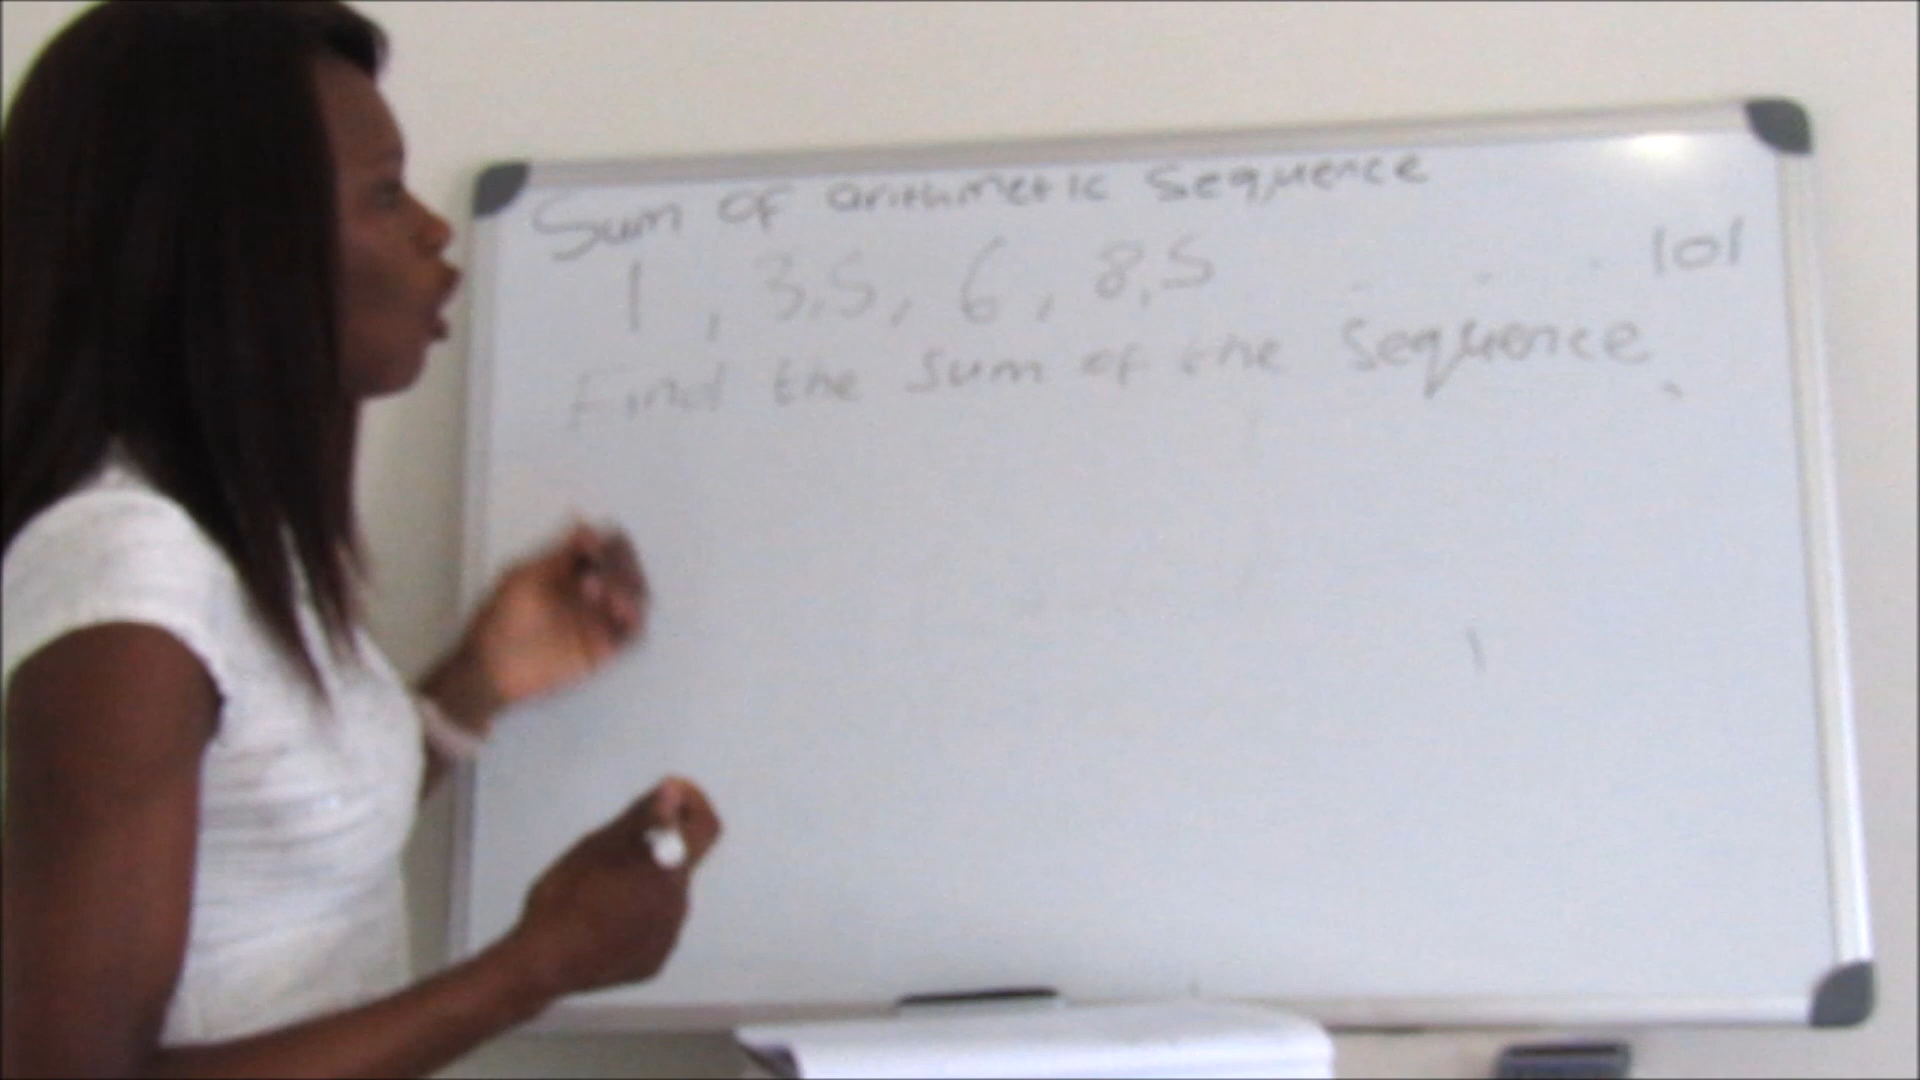 Sum of arithmetic sequence
1 , 3,5 , 6 , 8,5 . . . 101
Find the sum of the sequence.